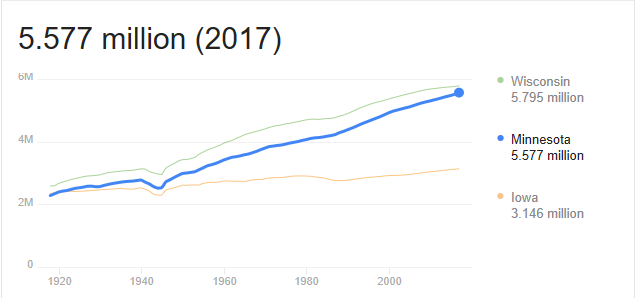 5.577 million (2017)
6M
4M
2M
0
1920 1940 1960 1980 2000
Wisconsin
5.795 million
Minnesota
5.577 million
Iowa
3.146 million